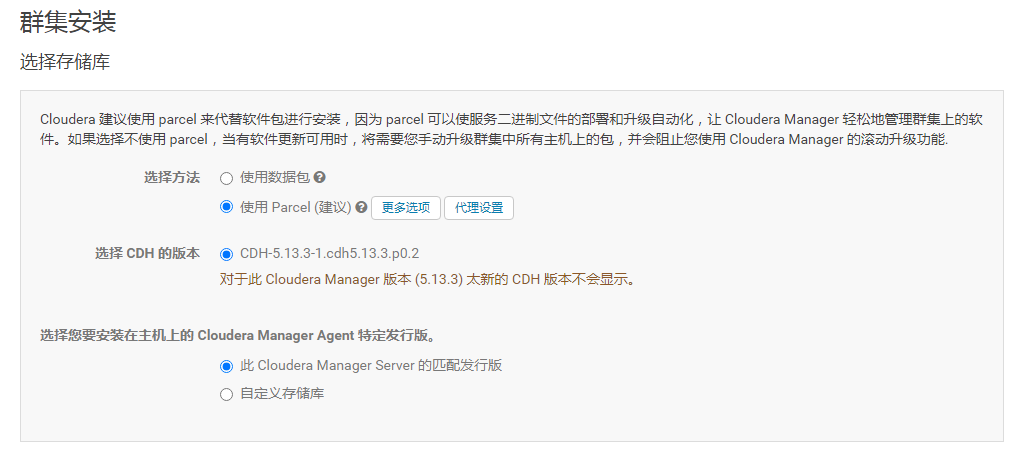 群集安装
选择存储库
Cloudera 建议使用 parcel 来代替软件包进行安装，因为 parcel 可以使服务二进制文件的部署和升级自动化，让 Cloudera Manager 轻松地管理群集上的软
件。如果选择不使用 parcel，当有软件更新可用时，将需要您手动升级群集中所有主机上的包，并会阻止您使用 Cloudera Manager 的滚动升级功能.
选择方法 使用数据包 ?
使用 Parcel (建议) ? 更多选项 代理设置
选择 CDH 的版本 CDH-5.13.3-1.cdh5.13.3.p0.2
对于此 Cloudera Manager 版本 (5.13.3) 太新的 CDH 版本不会显示。
选择您要安装在主机上的 Cloudera Manager Agent 特定发行版。
此 Cloudera Manager Server 的匹配发行版
自定义存储库